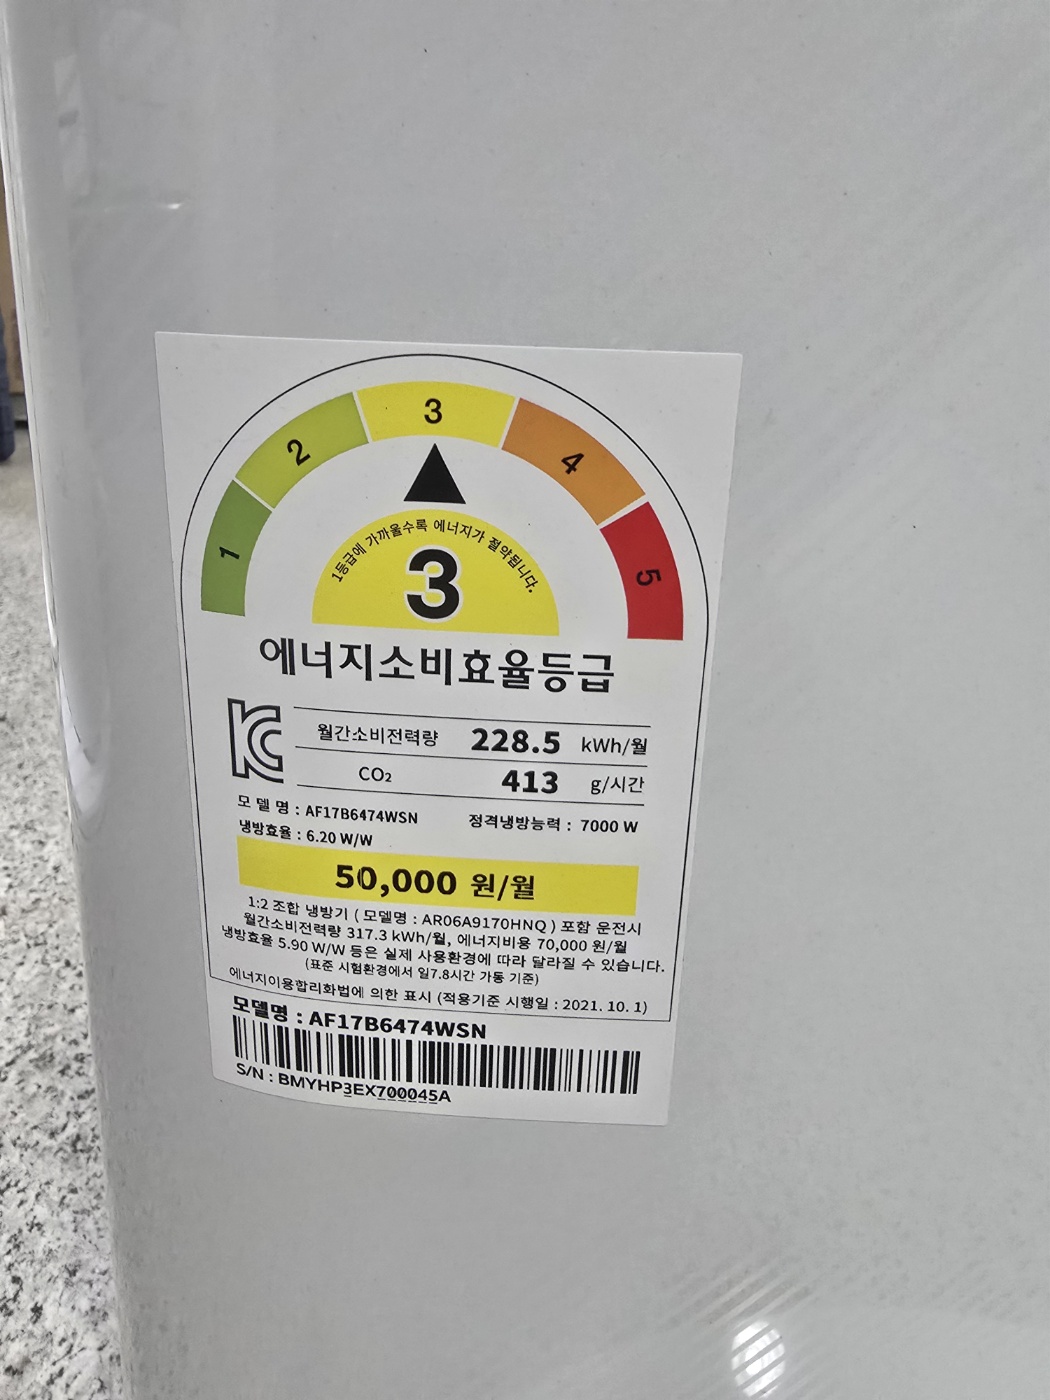 1
2
3
4
5
1등급에 가까울수록 에너지가 절약됩니다.
3
에너지소비효율등급
월간소비전력량 228.5 kWh/월
CO₂ 413 g/시간
모 델 명 : AF17B6474WSN 정격냉방능력 : 7000 W
냉방효율 : 6.20 W/W
50,000 원/월
1:2 조합 냉방기 ( 모델명 : AR06A9170HNQ ) 포함 운전시
월간소비전력량 317.3 kWh/월, 에너지비용 70,000 원/월
냉방효율 5.90 W/W 등은 실제 사용환경에 따라 달라질 수 있습니다.
(표준 시험환경에서 일7.8시간 가동 기준)
에너지이용합리화법에 의한 표시 (적용기준 시행일 : 2021. 10. 1)
모델명 : AF17B6474WSN
S/N : BMYHP3EX700045A